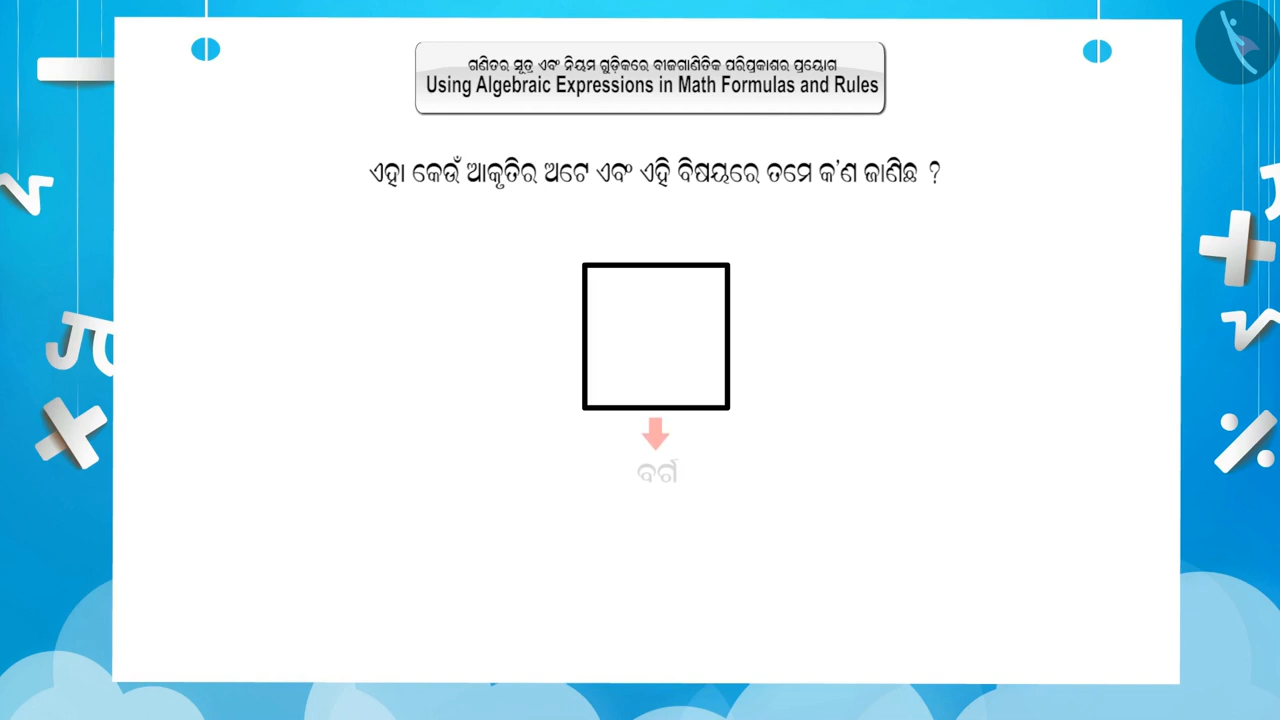 ଗଣିତର ସୂତ୍ର ଏବଂ ନିୟମ ଗୁଡ଼ିକରେ ବୀଜଗାଣିତିକ ପରିପ୍ରକାଶର ପ୍ରୟୋଗ
Using Algebraic Expressions in Math Formulas and Rules
ଏହା କେଉଁ ଆକୃତିର ଅଟେ ଏବଂ ଏହି ବିଷୟରେ ତମେ କ'ଣ ଜାଣିଛ ?
ବର୍ଗ